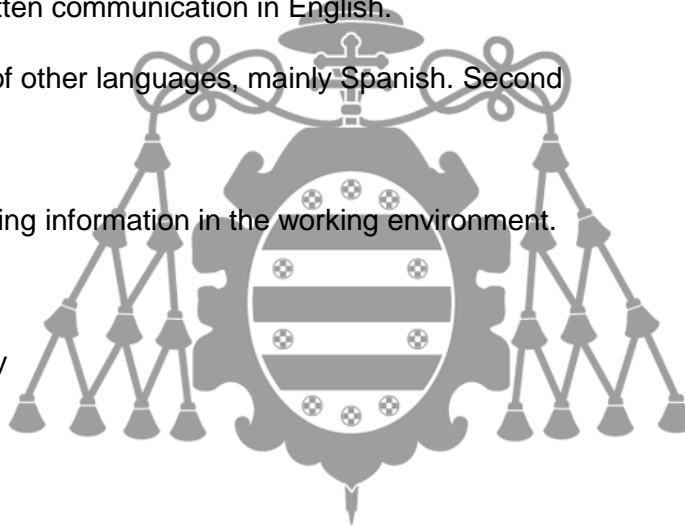 tten communication in English.
of other languages, mainly Spanish. Second
ing information in the working environment.
y